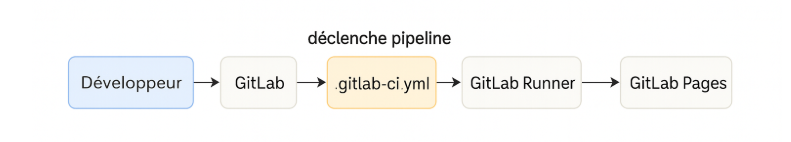 déclenche pipeline
Développeur
GitLab
.gitlab-ci.yml
GitLab Runner
GitLab Pages